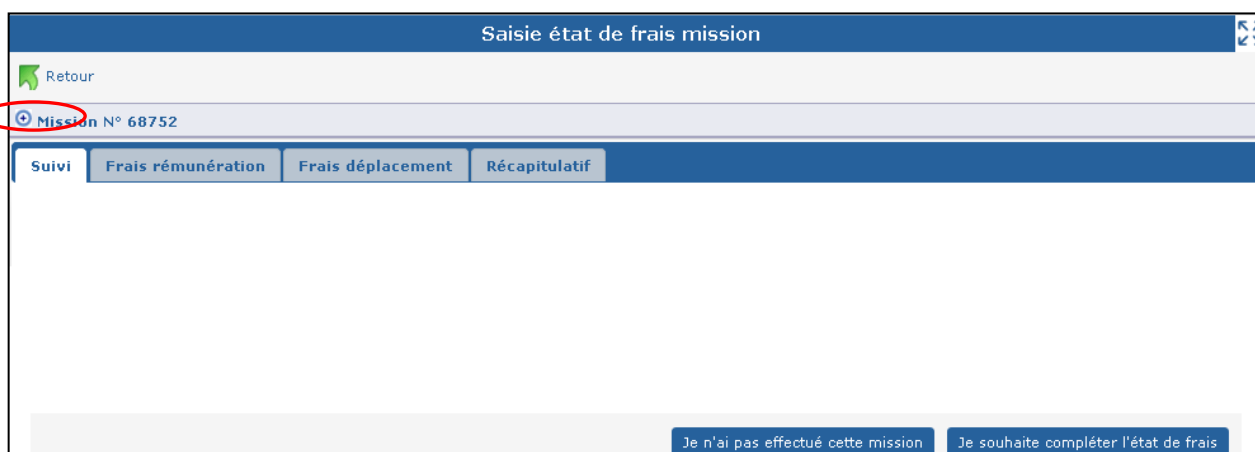 Saisie état de frais mission
Retour
Mission N° 68752
Suivi Frais rémunération Frais déplacement Récapitulatif
Je n'ai pas effectué cette mission Je souhaite compléter l'état de frais